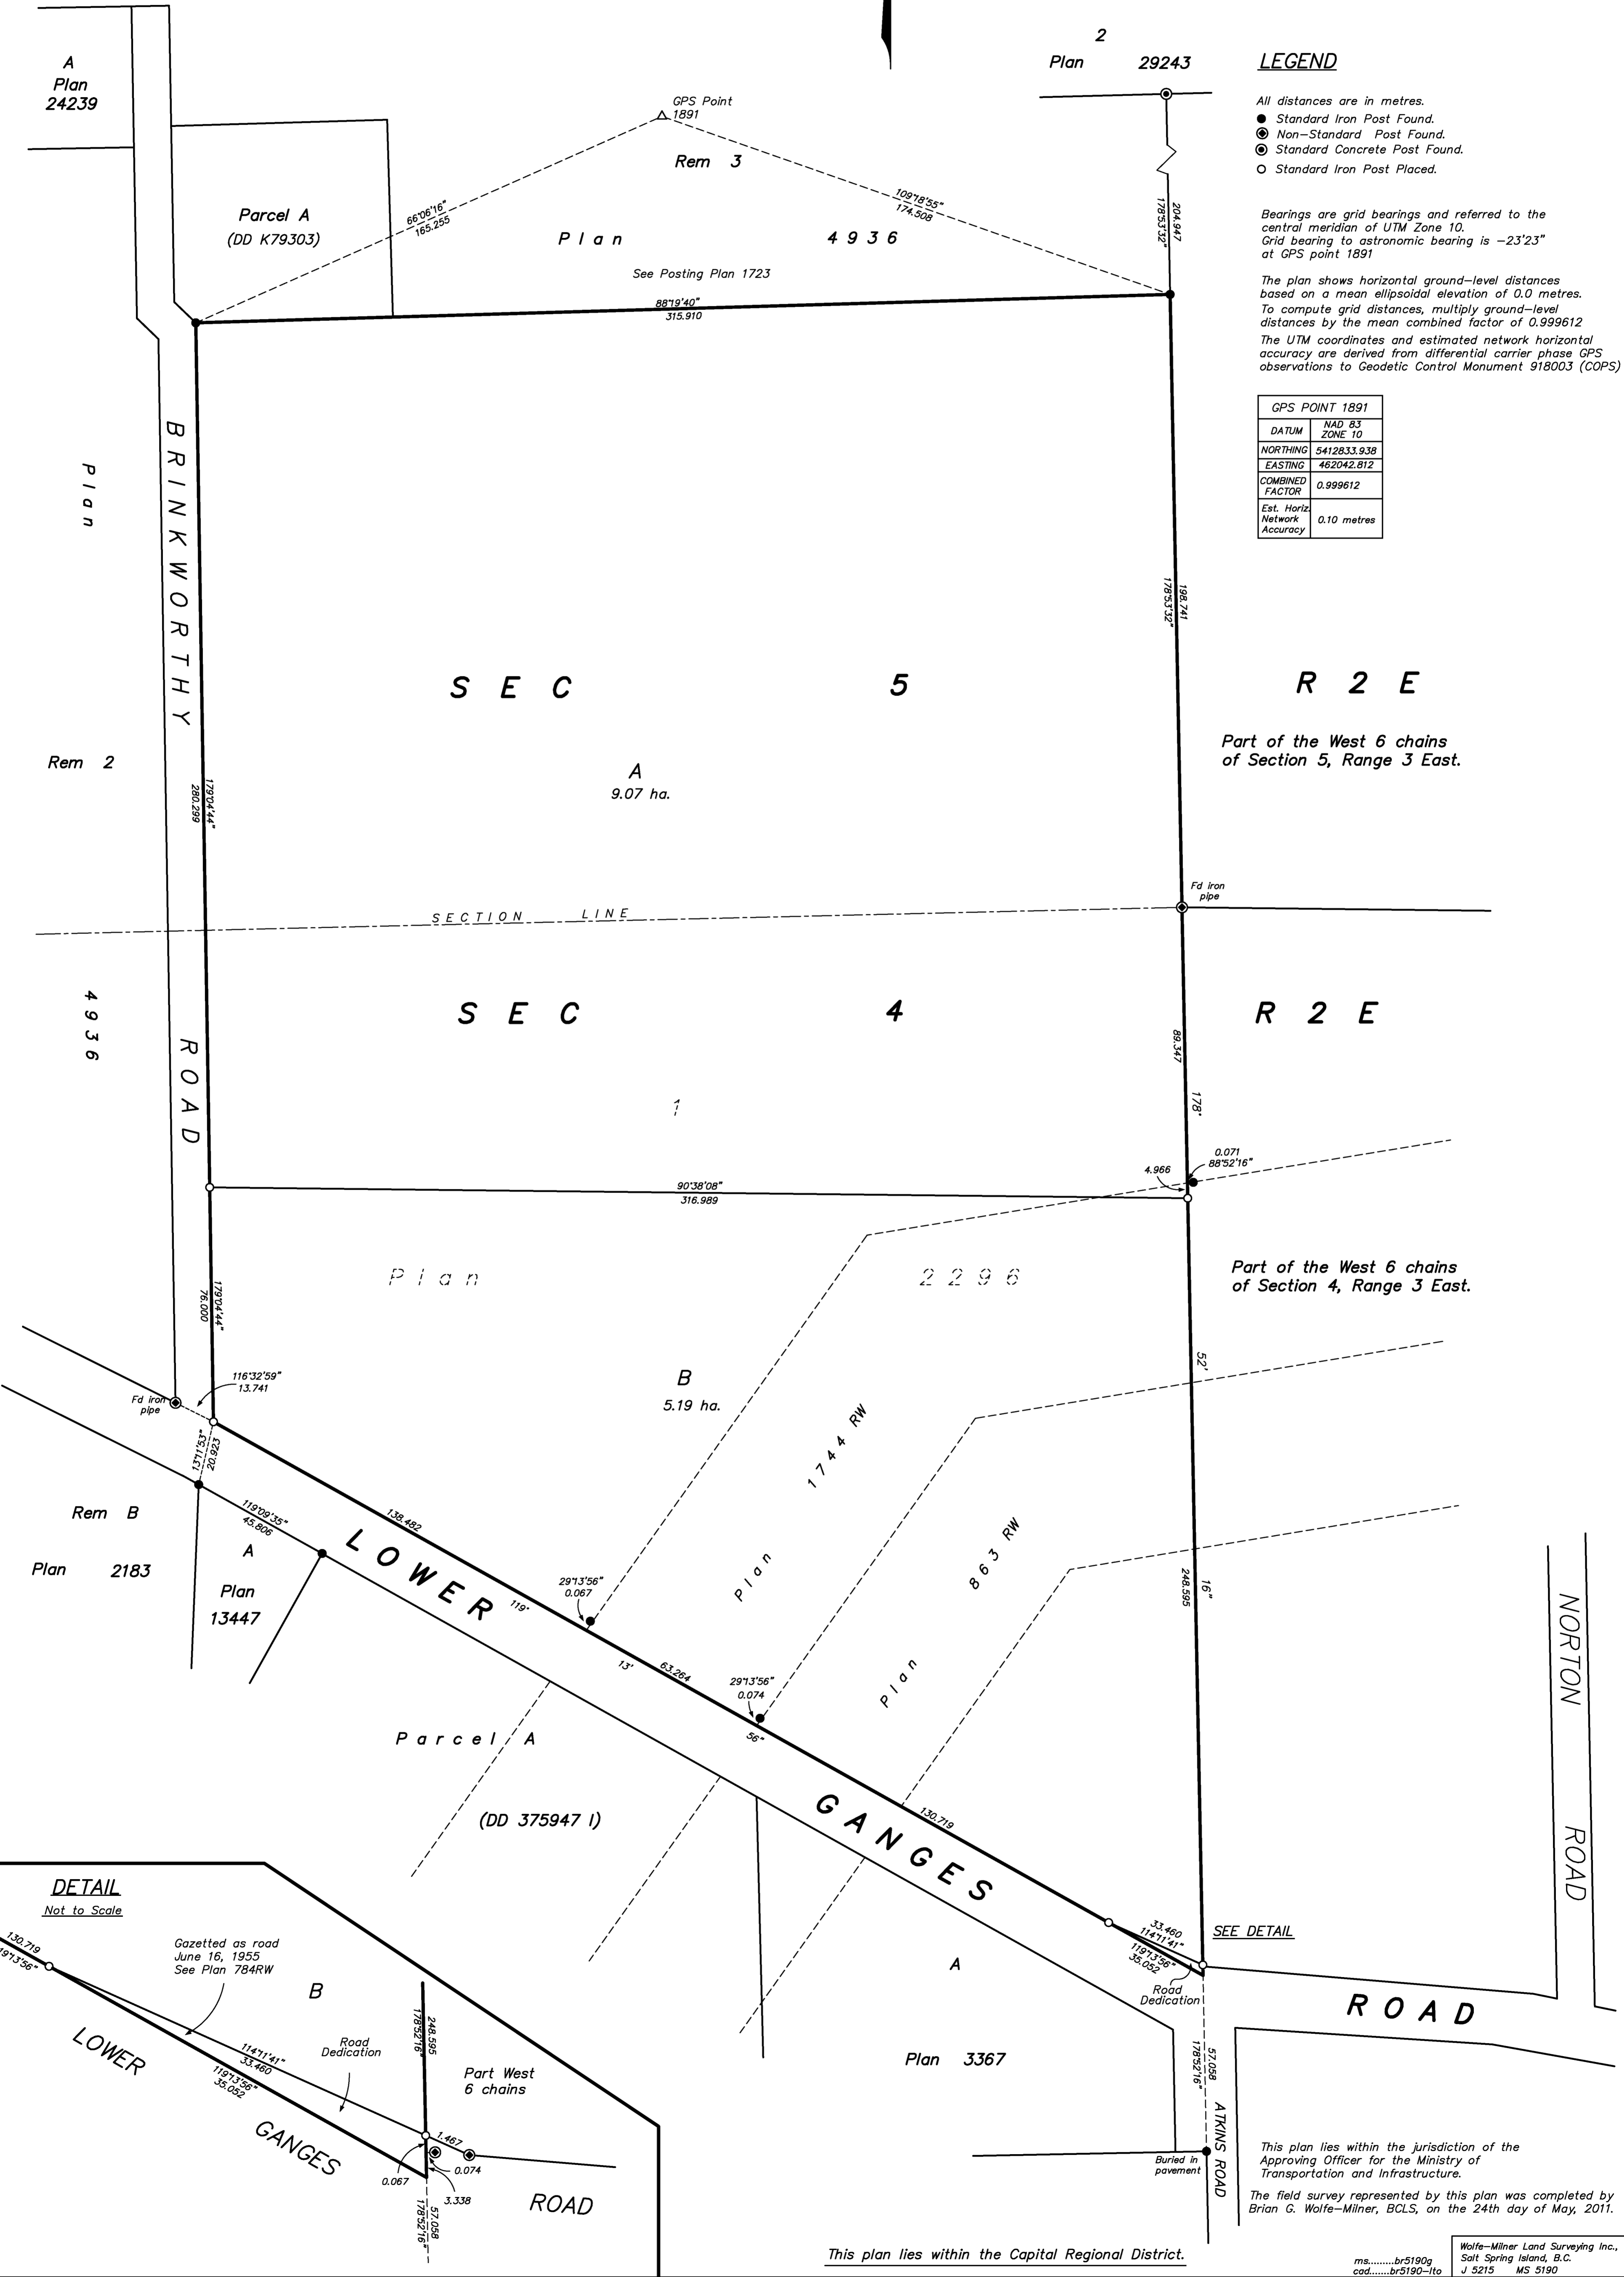 A
Plan
24239
2
Plan 29243
LEGEND
All distances are in metres.
Standard Iron Post Found.
Non–Standard Post Found.
Standard Concrete Post Found.
Standard Iron Post Placed.
GPS Point
1891
Rem 3
Parcel A
(DD K79303)
66°06'16"
165.255
109°18'55"
174.508
204.947
178°53'32"
Plan 4936
See Posting Plan 1723
88°19'40"
315.910
Bearings are grid bearings and referred to the
central meridian of UTM Zone 10.
Grid bearing to astronomic bearing is –23'23"
at GPS point 1891
The plan shows horizontal ground–level distances
based on a mean ellipsoidal elevation of 0.0 metres.
To compute grid distances, multiply ground–level
distances by the mean combined factor of 0.999612
The UTM coordinates and estimated network horizontal
accuracy are derived from differential carrier phase GPS
observations to Geodetic Control Monument 918003 (COPS)
GPS POINT 1891
DATUM NAD 83
ZONE 10
NORTHING 5412833.938
EASTING 462042.812
COMBINED
FACTOR 0.999612
Est. Horiz.
Network
Accuracy 0.10 metres
BRINKWORTHY
ROAD
Plan
4936
Rem 2
198.741
178°53'32"
SEC 5
R 2 E
Part of the West 6 chains
of Section 5, Range 3 East.
A
9.07 ha.
179°04'44"
280.299
SECTION LINE
Fd iron
pipe
SEC 4
R 2 E
89.347
178°
1
0.071
88°52'16"
4.966
90°38'08"
316.989
Plan 2296
Part of the West 6 chains
of Section 4, Range 3 East.
179°04'44"
76.000
52'
B
5.19 ha.
116°32'59"
13.741
Fd iron
pipe
13°11'53"
20.923
Plan 1744 RW
Plan 863 RW
Rem B
Plan 2183
119°09'35"
45.806
A
Plan
13447
138.482
LOWER
119°
29°13'56"
0.067
13'
63.264
29°13'56"
0.074
56"
16"
248.595
NORTON
ROAD
Parcel A
(DD 375947 I)
GANGES
130.719
33.460
114°11'41"
119°13'56"
35.052
SEE DETAIL
Road
Dedication
ROAD
A
Plan 3367
57.058
178°52'16"
ATKINS ROAD
Buried in
pavement
DETAIL
Not to Scale
130.719
19°13'56"
Gazetted as road
June 16, 1955
See Plan 784RW
B
248.595
178°52'16"
LOWER
114°11'41"
33.460
119°13'56"
35.052
Road
Dedication
Part West
6 chains
GANGES
1.467
0.074
0.067
3.338
57.058
178°52'16"
ROAD
This plan lies within the jurisdiction of the
Approving Officer for the Ministry of
Transportation and Infrastructure.
The field survey represented by this plan was completed by
Brian G. Wolfe–Milner, BCLS, on the 24th day of May, 2011.
This plan lies within the Capital Regional District.
ms.........br5190g
cad.......br5190–lto
Wolfe–Milner Land Surveying Inc.,
Salt Spring Island, B.C.
J 5215 MS 5190